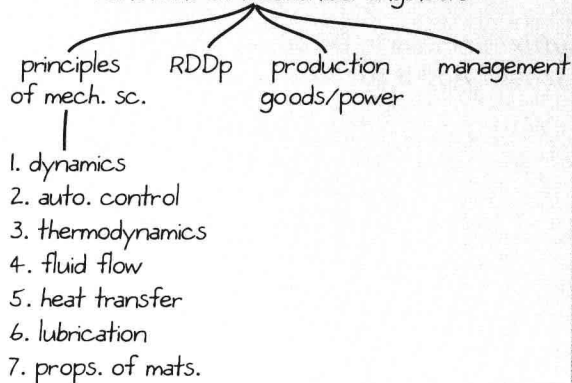 principles RDDp production management
of mech. sc. goods/power
1. dynamics
2. auto. control
3. thermodynamics
4. fluid flow
5. heat transfer
6. lubrication
7. props. of mats.